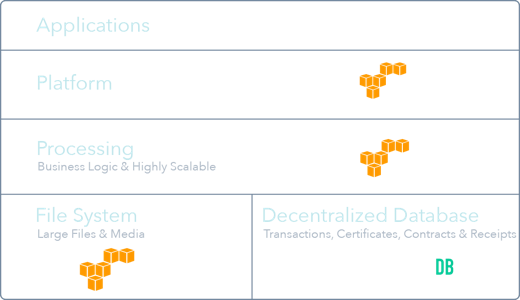 Applications
Platform
Processing
Business Logic & Highly Scalable
File System
Large Files & Media
Decentralized Database
Transactions, Certificates, Contracts & Receipts
DB